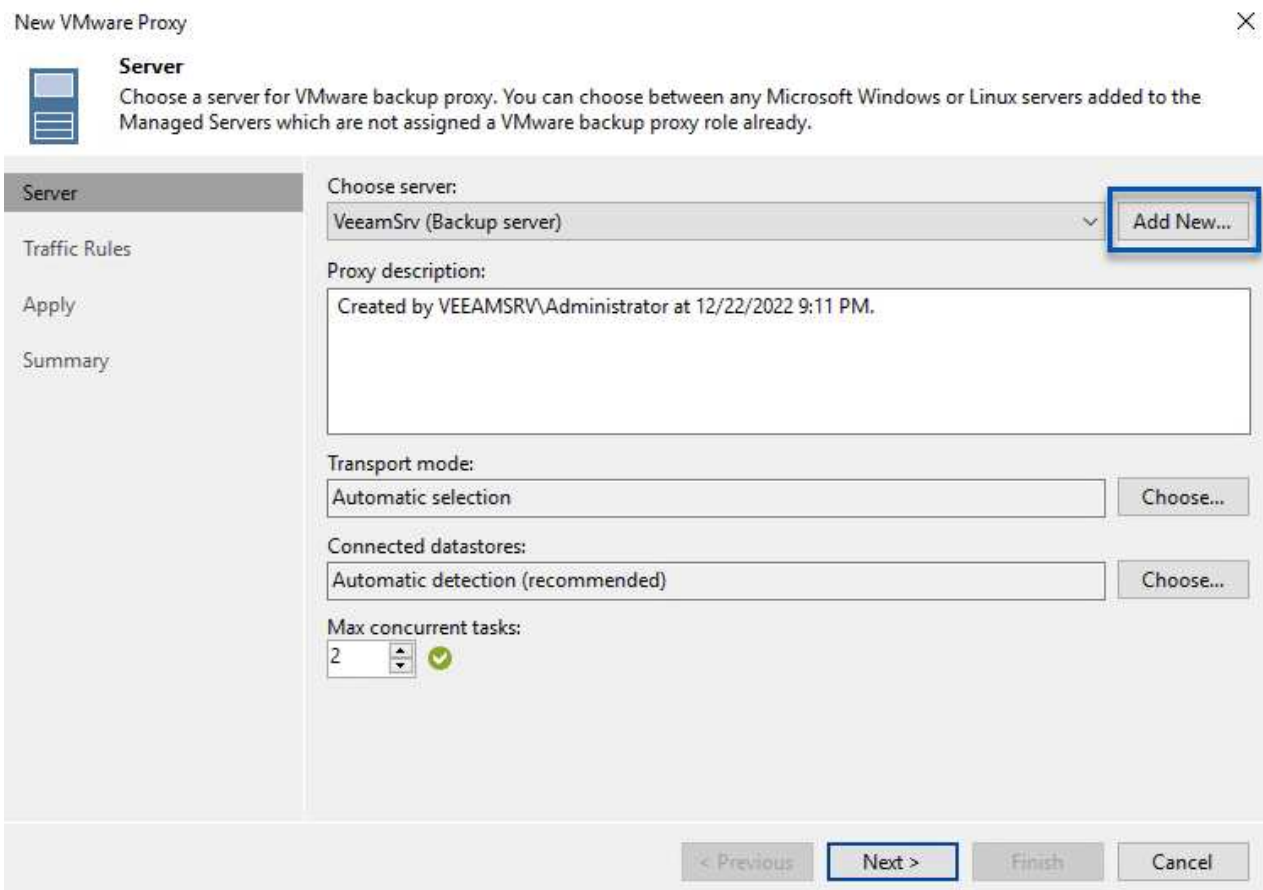 New VMware Proxy
Server
Choose a server for VMware backup proxy. You can choose between any Microsoft Windows or Linux servers added to the
Managed Servers which are not assigned a VMware backup proxy role already.
Server
Traffic Rules
Apply
Summary
Choose server:
VeeamSrv (Backup server)
Add New...
Proxy description:
Created by VEEAMSRV\Administrator at 12/22/2022 9:11 PM.
Transport mode:
Automatic selection
Choose...
Connected datastores:
Automatic detection (recommended)
Choose...
Max concurrent tasks:
2
< Previous
Next >
Finish
Cancel